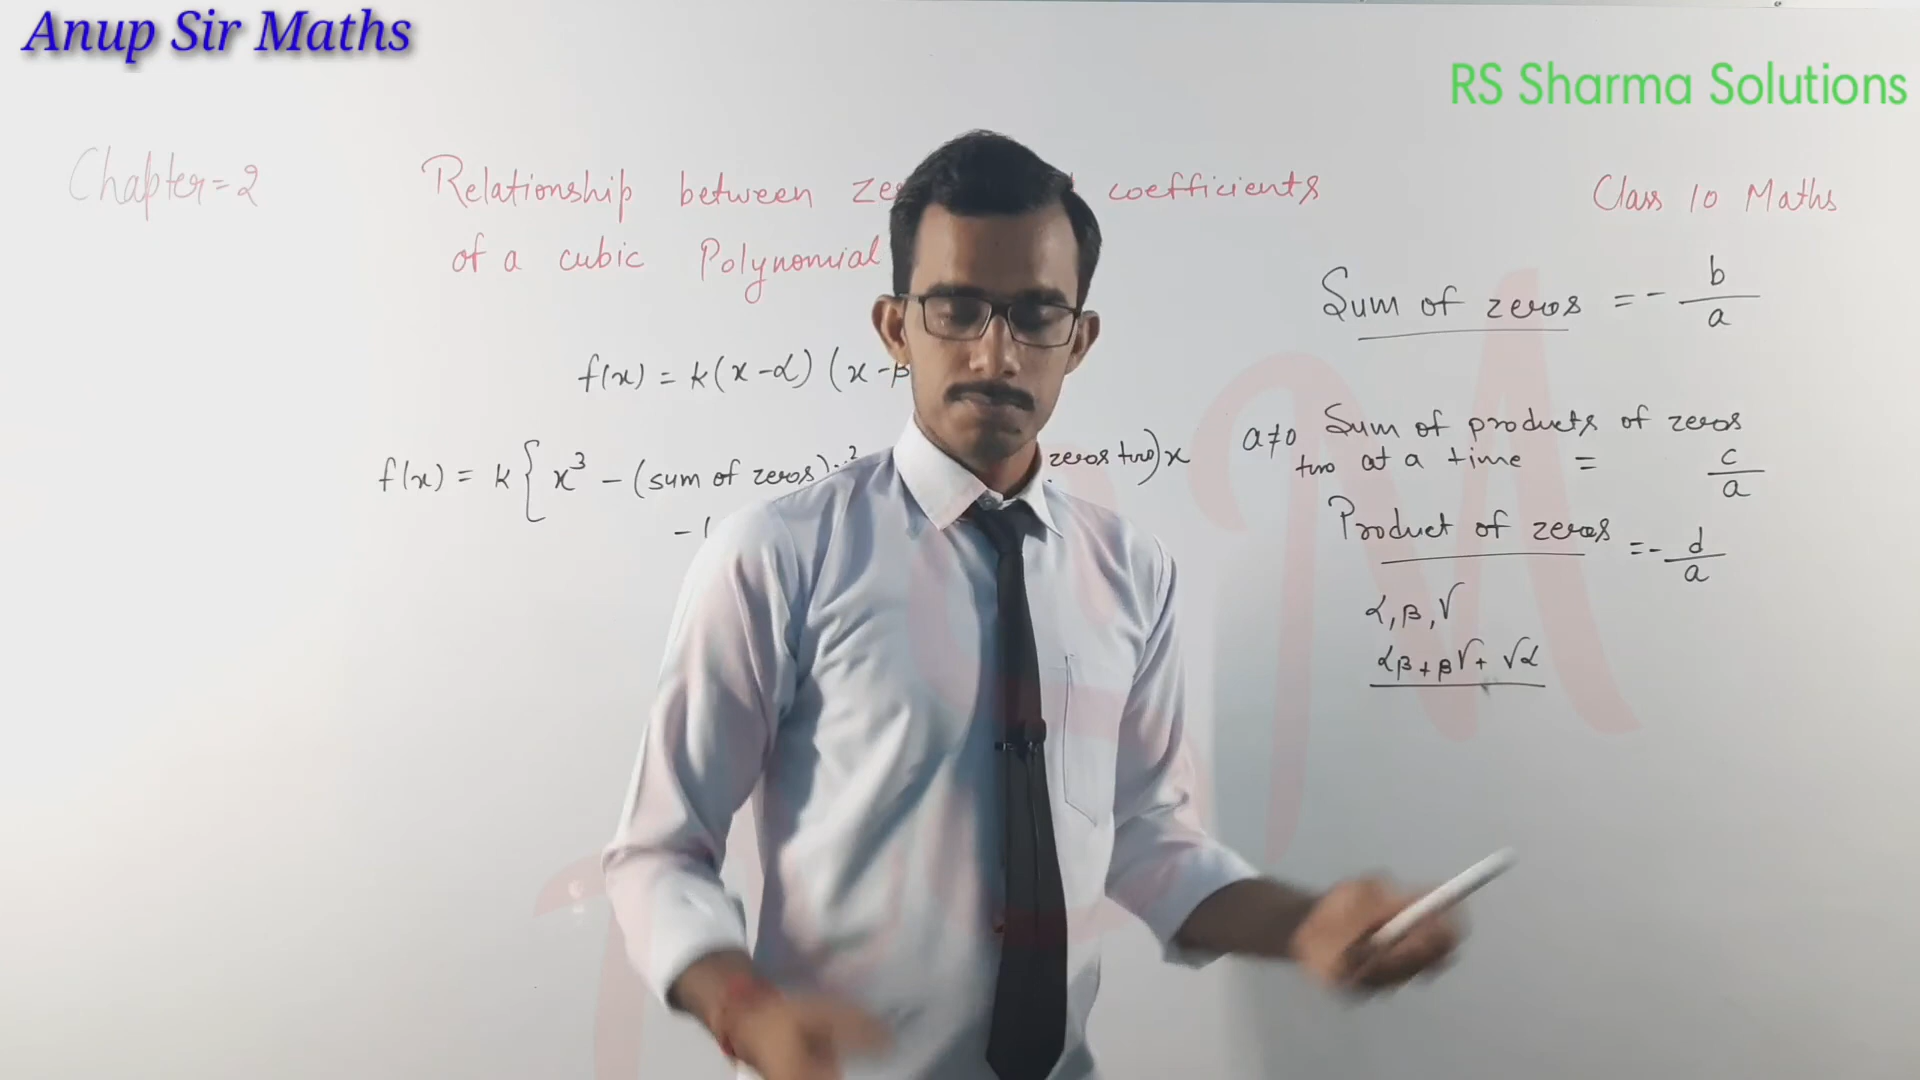 Anup Sir Maths
RS Sharma Solutions
Chapter=2
Relationship between coefficients
of a cubic Polynomial
Class 10 Maths
Sum of zeros = - b/a
f(x) = k(x-α) (x-β
f(x) = k { x³ - (sum of zeros) x² zeros two)x
-(
a≠0
Sum of products of zeros
two at a time = c/a
Product of zeros = - d/a
α, β, γ
αβ + βγ + γα